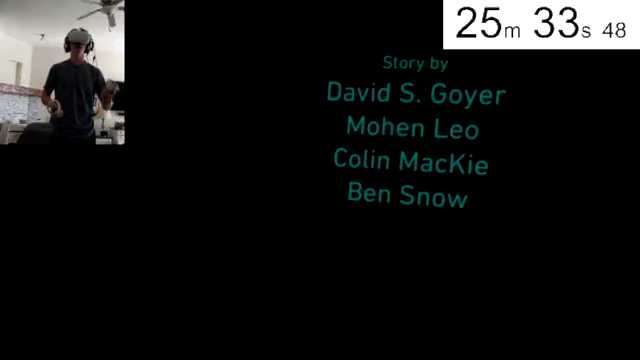 25m 33s 48
Story by
David S. Goyer
Mohen Leo
Colin MacKie
Ben Snow